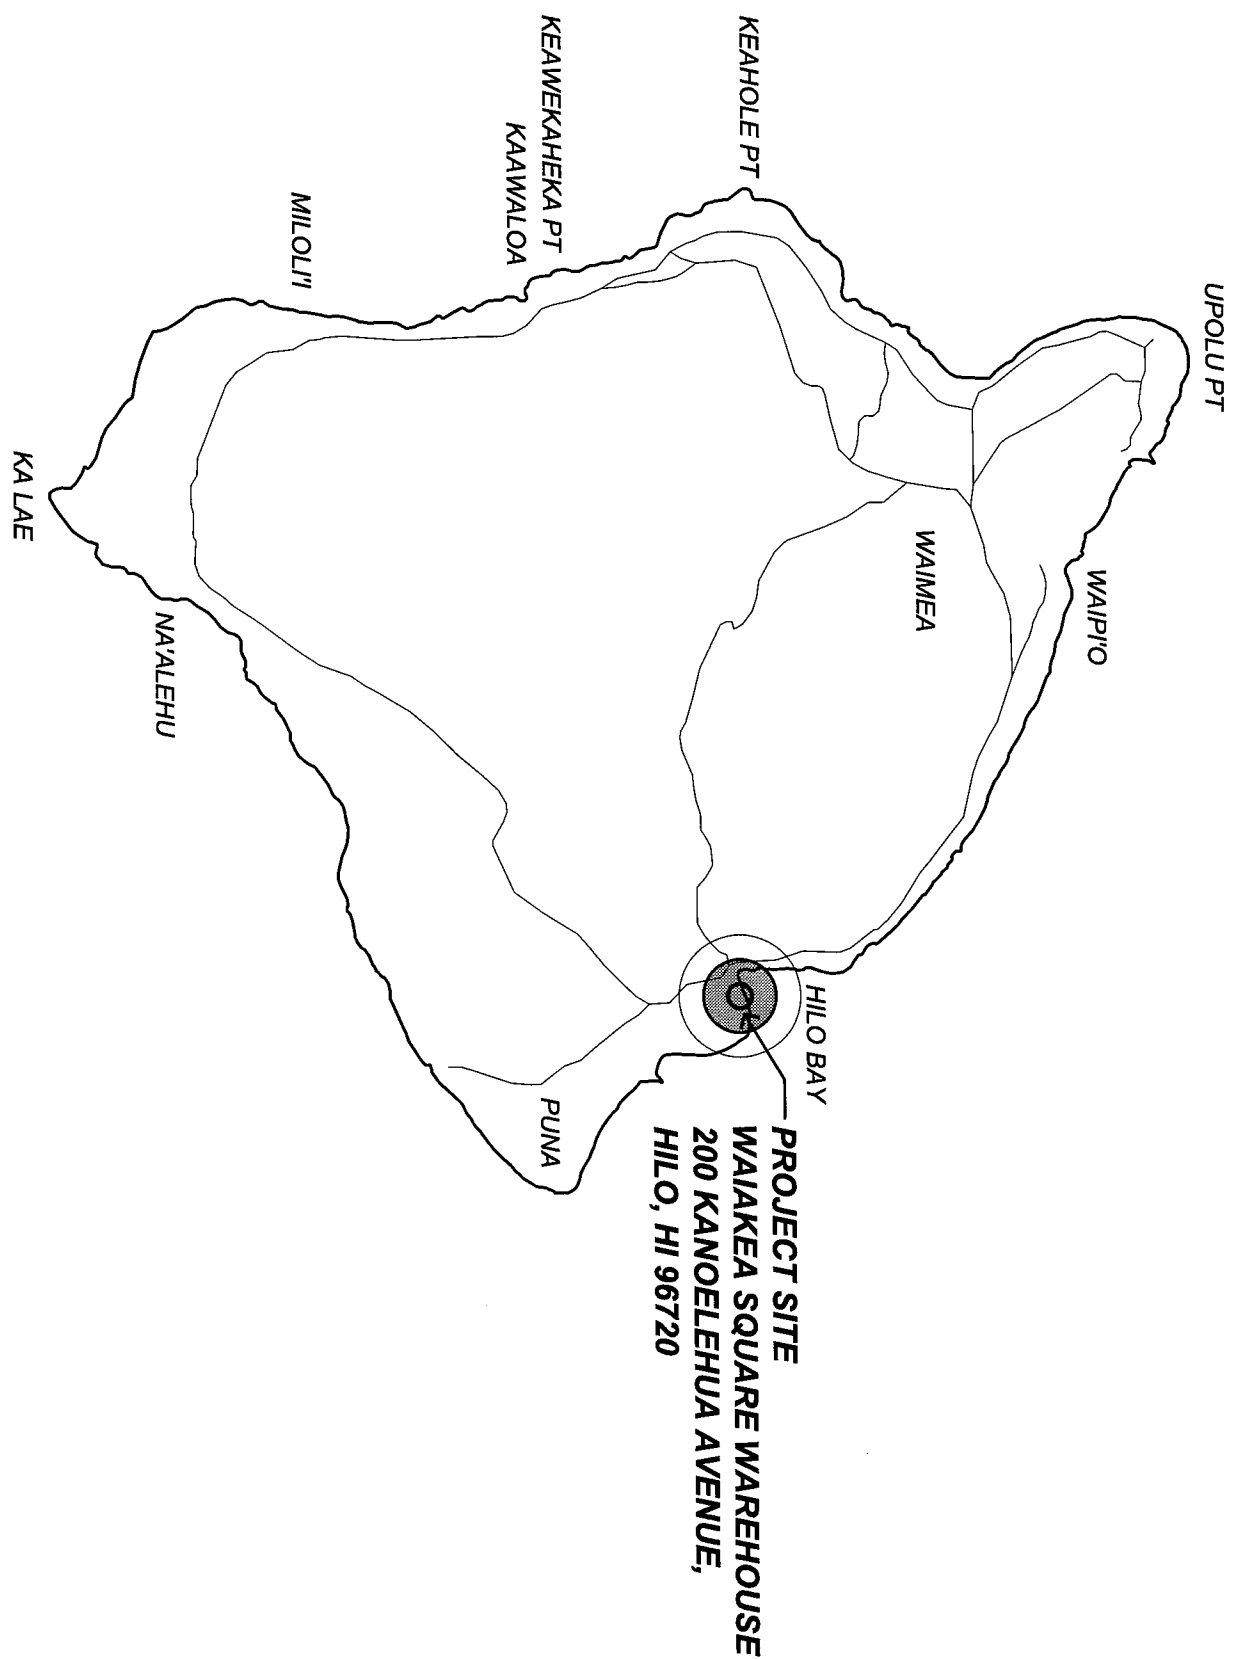 UPOLU PT
WAIPI'O
WAIMEA
KEAHOLE PT
KEAWEKAHEKA PT
KAAWALOA
MILOLI'I
KA LAE
NA'ALEHU
HILO BAY
PUNA
PROJECT SITE
WAIAKEA SQUARE WAREHOUSE
200 KANOELEHUA AVENUE,
HILO, HI 96720